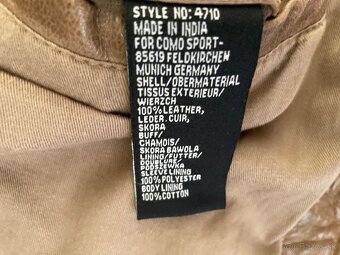 STYLE NO: 4710
MADE IN INDIA
FOR COMO SPORT-
85619 FELDKIRCHEN
MUNICH GERMANY
SHELL/OBERMATERIAL
TISSUS EXTERIEUR/
WIERZCH
100% LEATHER,
LEDER, CUIR,
SKORA
BUFF/
CHAMOIS/
SKORA BAWOLA
LINING/FUTTER/
DOUBLURE/
PODSZEWKA
SLEEVE LINING
100% POLYESTER
BODY LINING
100% COTTON